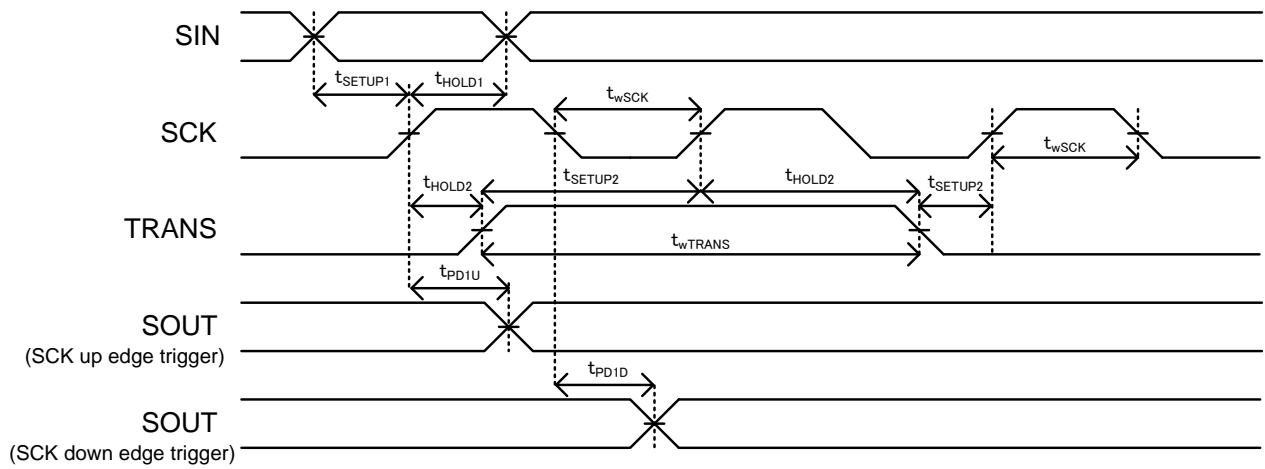 SIN
tSETUP1
tHOLD1
twSCK
SCK
twSCK
tHOLD2
tSETUP2
tHOLD2
tSETUP2
TRANS
twTRANS
tPD1U
SOUT
(SCK up edge trigger)
tPD1D
SOUT
(SCK down edge trigger)